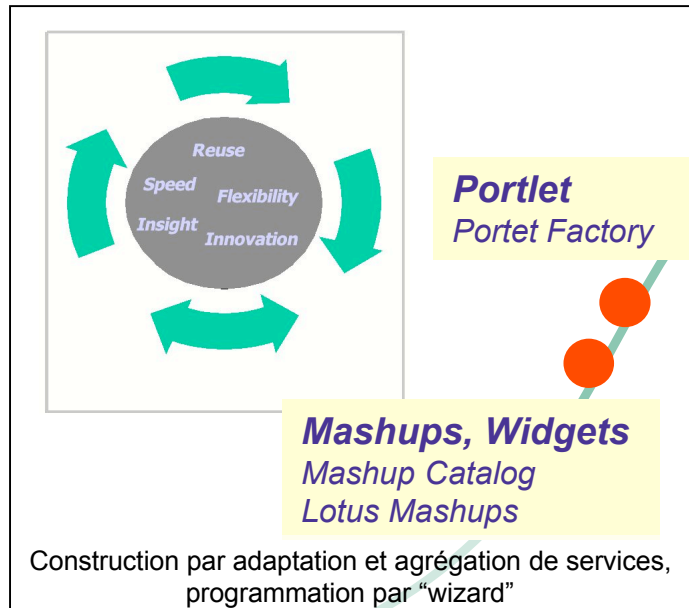 Reuse
Speed
Flexibility
Insight
Innovation
Portlet
Portet Factory
Mashups, Widgets
Mashup Catalog
Lotus Mashups
Construction par adaptation et agrégation de services,
programmation par “wizard”